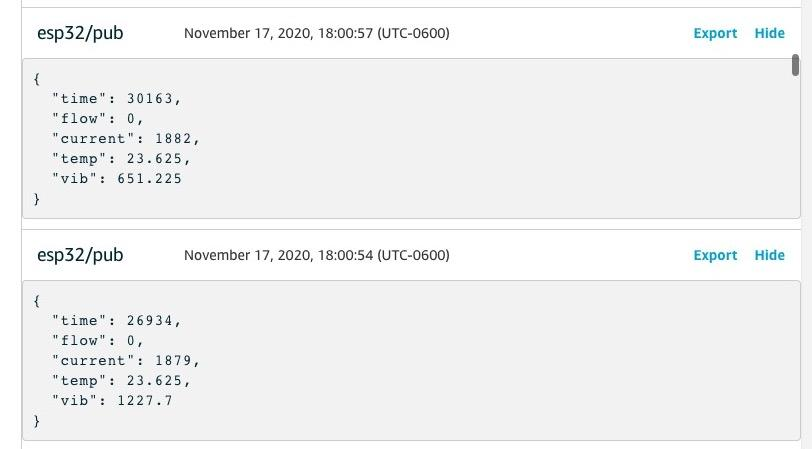 esp32/pub November 17, 2020, 18:00:57 (UTC-0600) Export Hide
{
"time": 30163,
"flow": 0,
"current": 1882,
"temp": 23.625,
"vib": 651.225
}
esp32/pub November 17, 2020, 18:00:54 (UTC-0600) Export Hide
{
"time": 26934,
"flow": 0,
"current": 1879,
"temp": 23.625,
"vib": 1227.7
}